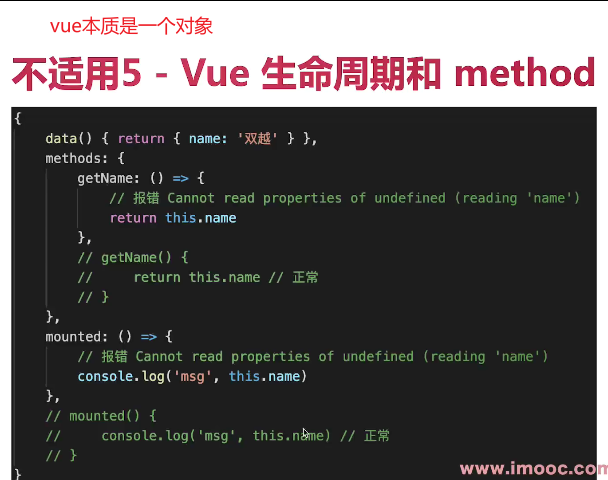 vue本质是一个对象
不适用5 - Vue 生命周期和 method
{
data() { return { name: '双越' } },
methods: {
getName: () => {
// 报错 Cannot read properties of undefined (reading 'name')
return this.name
},
// getName() {
//     return this.name // 正常
// }
},
mounted: () => {
// 报错 Cannot read properties of undefined (reading 'name')
console.log('msg', this.name)
},
// mounted() {
//     console.log('msg', this.name) // 正常
// }
}
www.imooc.com